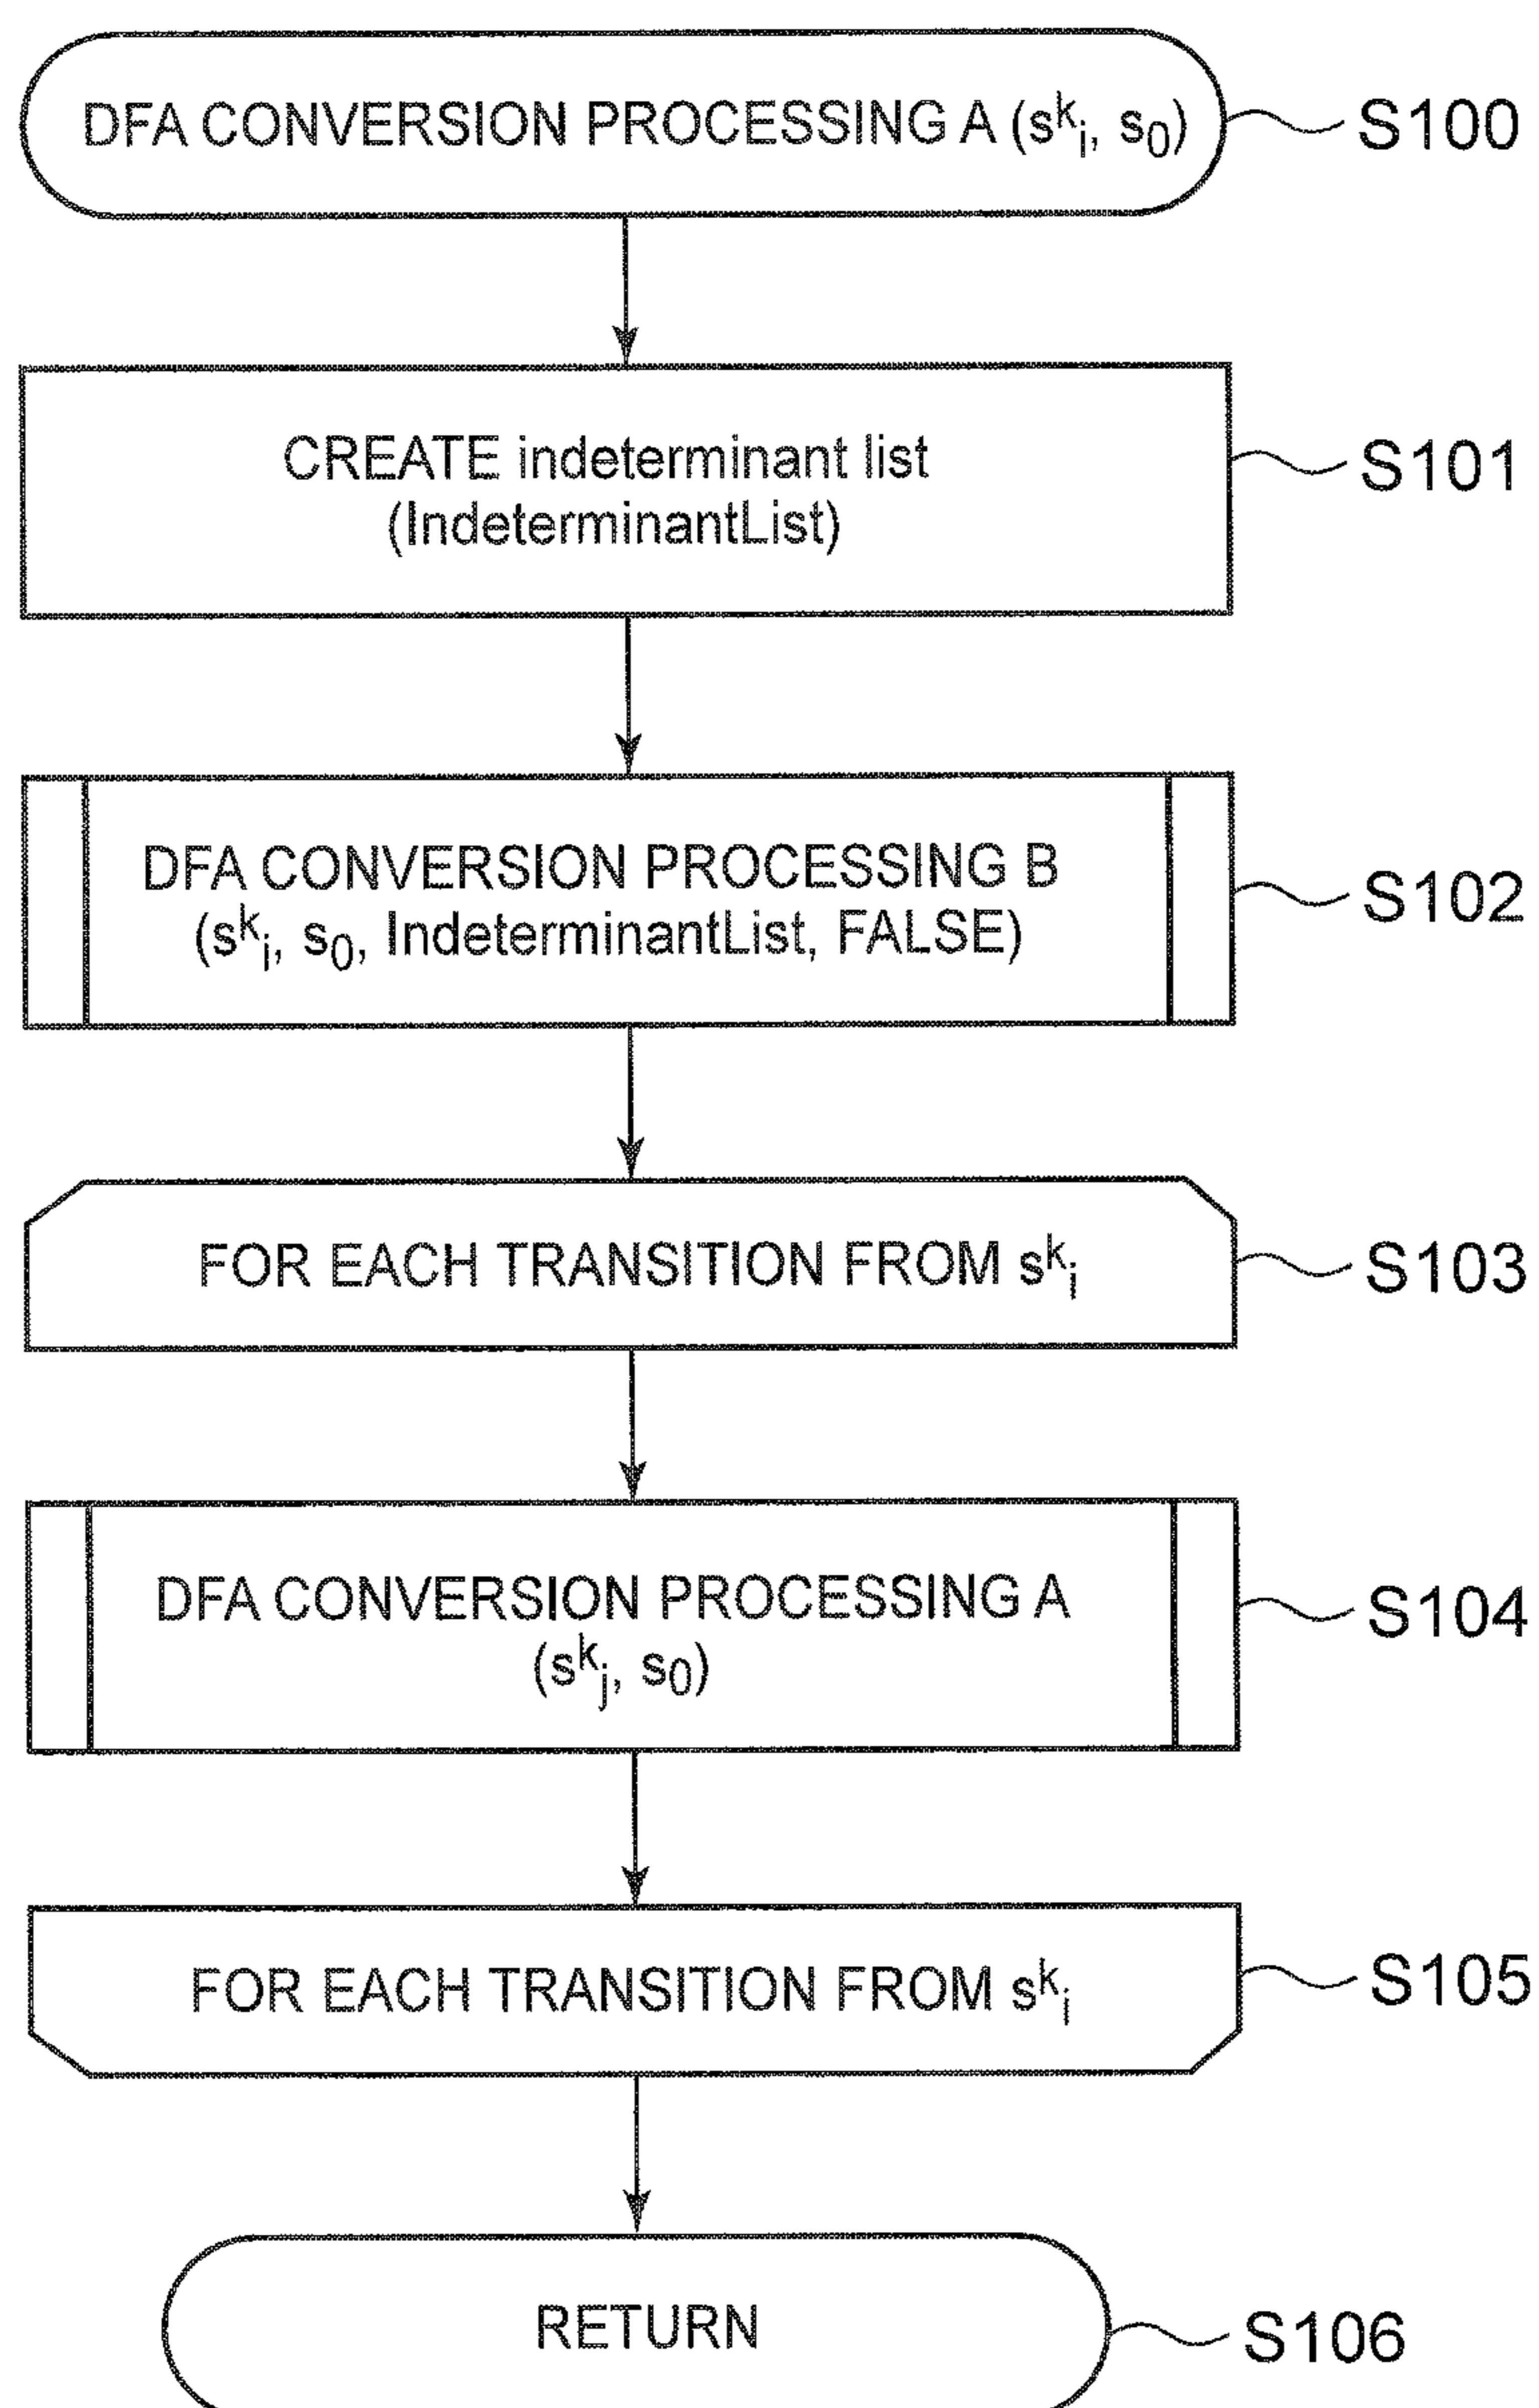 DFA CONVERSION PROCESSING A (s^k_i, s_0)
S100
CREATE indeterminant list
(IndeterminantList)
S101
DFA CONVERSION PROCESSING B
(s^k_i, s_0, IndeterminantList, FALSE)
S102
FOR EACH TRANSITION FROM s^k_i
S103
DFA CONVERSION PROCESSING A
(s^k_j, s_0)
S104
FOR EACH TRANSITION FROM s^k_i
S105
RETURN
S106